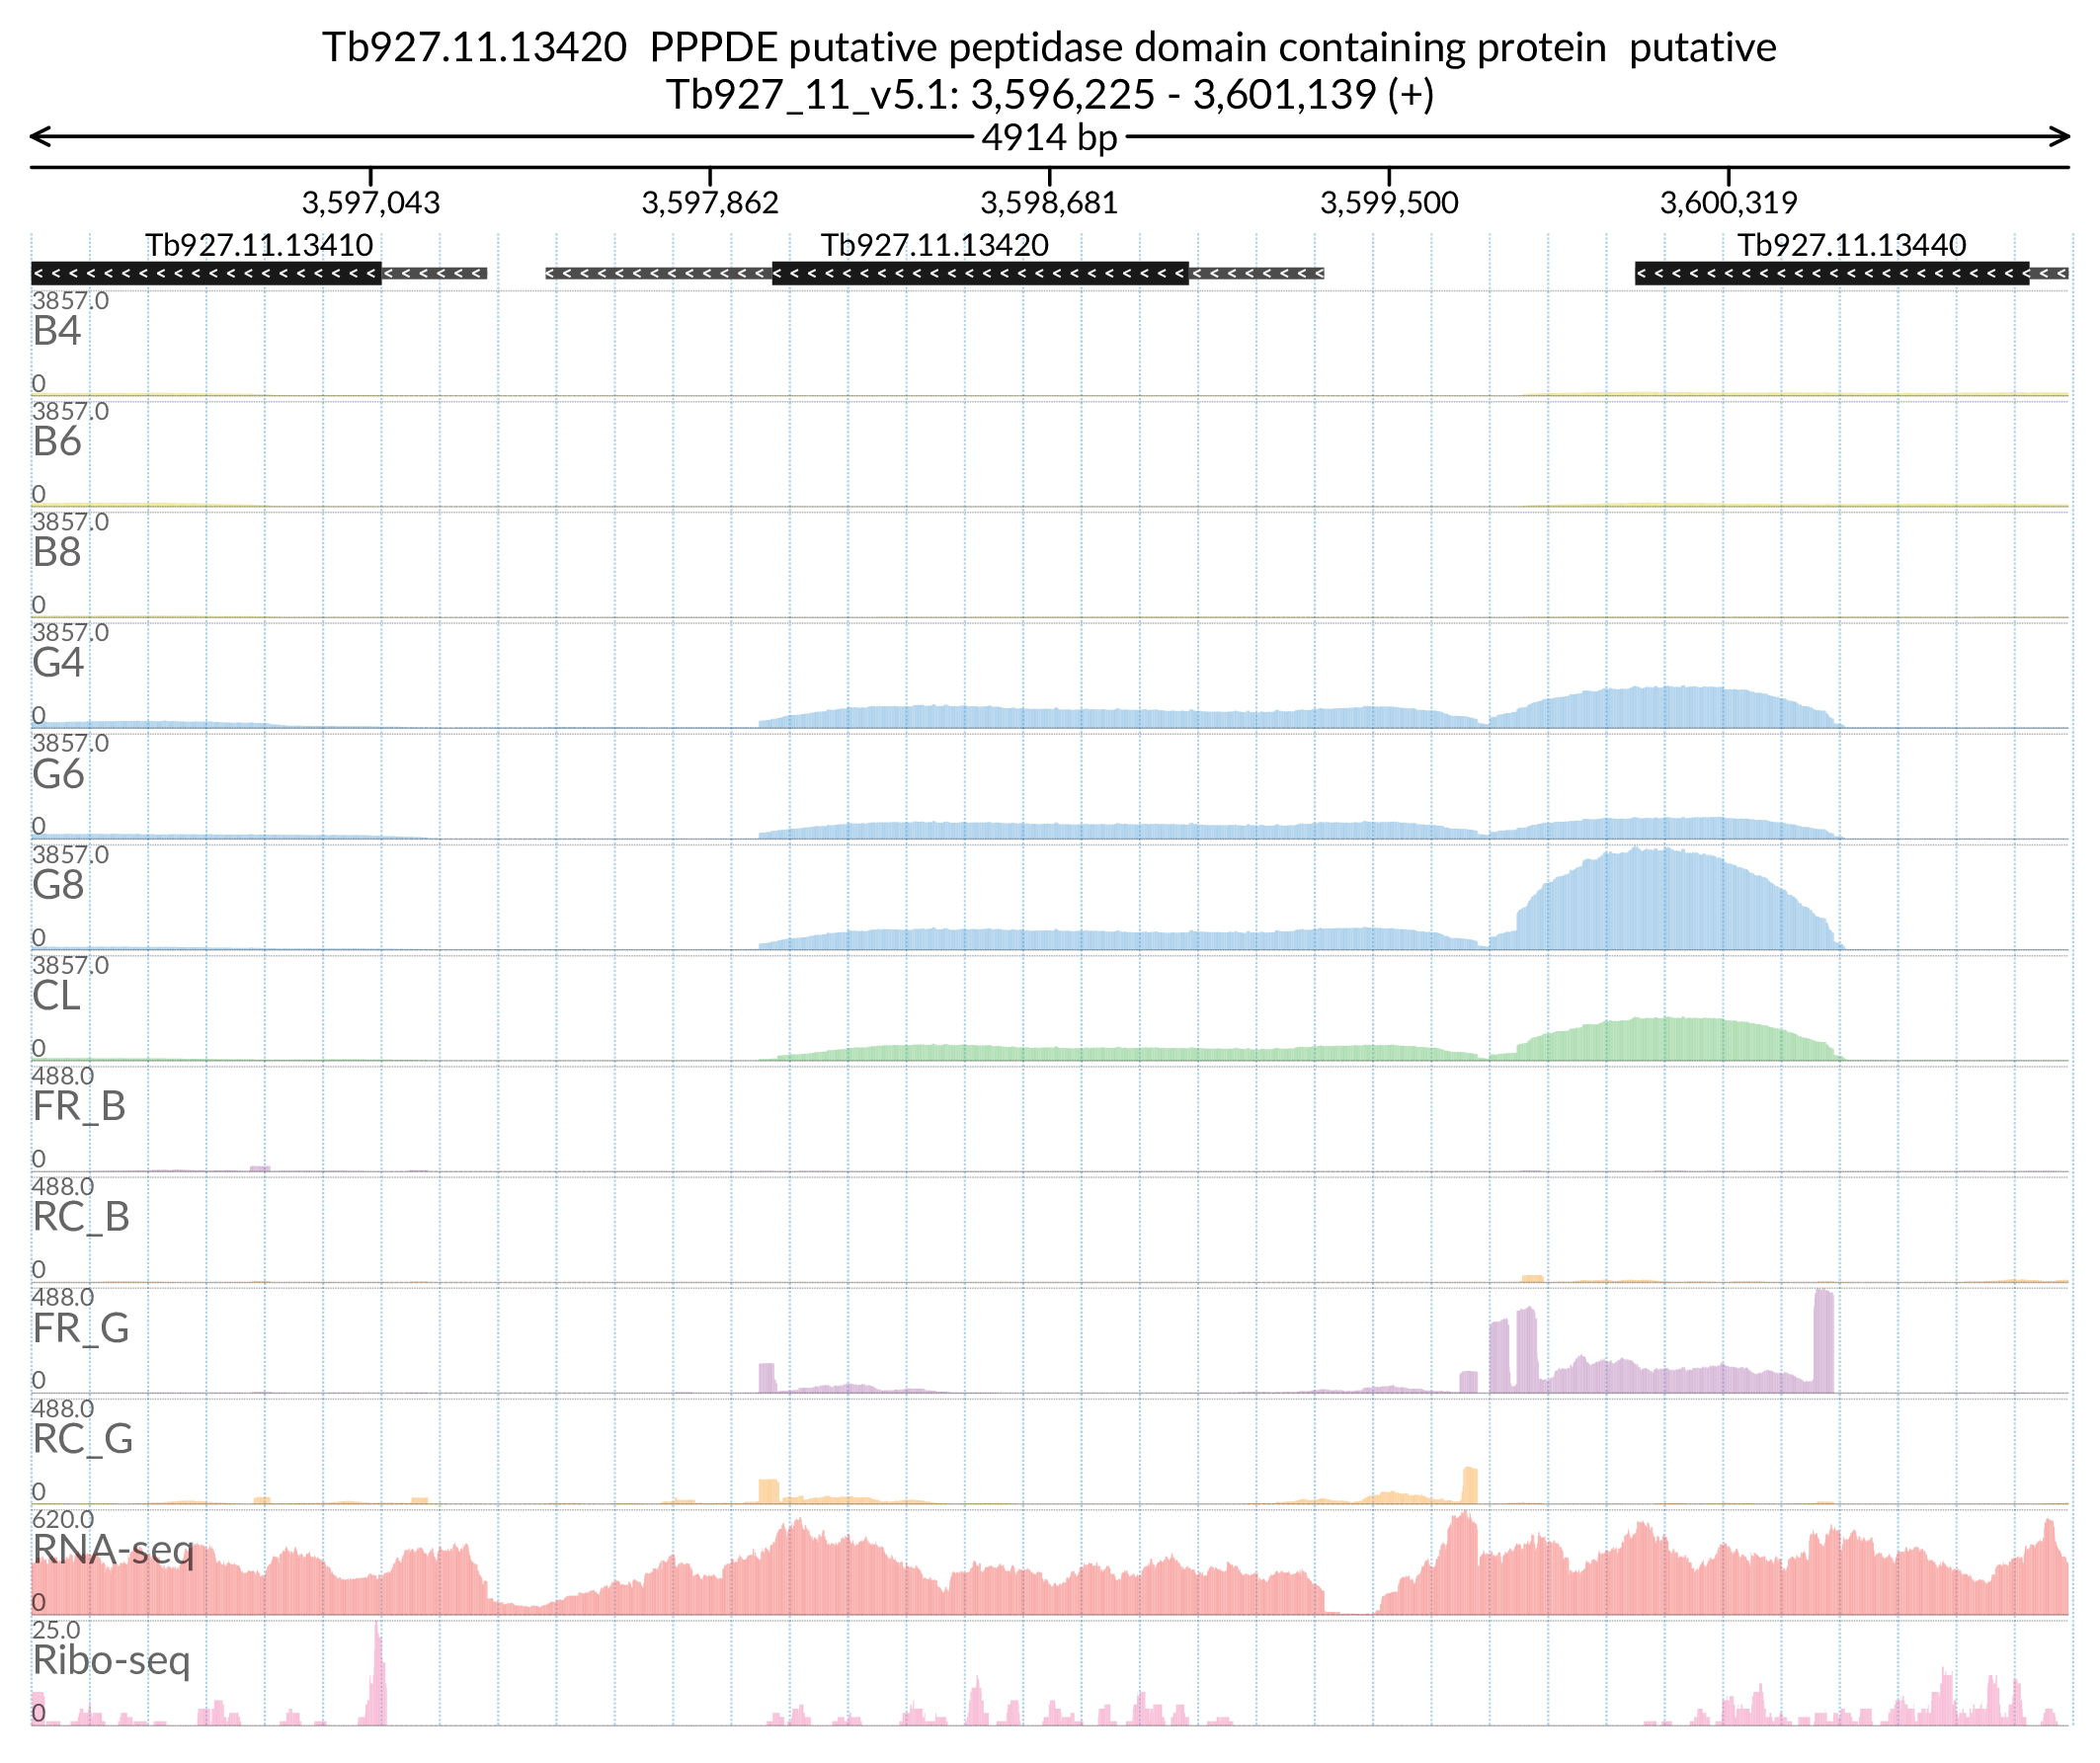 Tb927.11.13420  PPPDE putative peptidase domain containing protein  putative
Tb927_11_v5.1: 3,596,225 - 3,601,139 (+)
4914 bp
3,597,043 3,597,862 3,598,681 3,599,500 3,600,319
Tb927.11.13410 Tb927.11.13420 Tb927.11.13440
3857.0
B4
0
3857.0
B6
0
3857.0
B8
0
3857.0
G4
0
3857.0
G6
0
3857.0
G8
0
3857.0
CL
0
488.0
FR_B
0
488.0
RC_B
0
488.0
FR_G
0
488.0
RC_G
0
620.0
RNA-seq
0
25.0
Ribo-seq
0